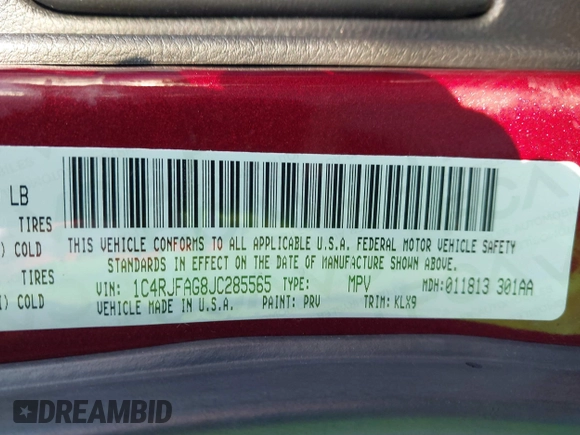 LB
TIRES
) COLD
TIRES
) COLD
THIS VEHICLE CONFORMS TO ALL APPLICABLE U.S.A. FEDERAL MOTOR VEHICLE SAFETY
STANDARDS IN EFFECT ON THE DATE OF MANUFACTURE SHOWN ABOVE.
VIN: 1C4RJFAG8JC285565 TYPE: MPV MDH: 011813 301AA
VEHICLE MADE IN U.S.A. PAINT: PRV TRIM: KLX9
DREAMBID